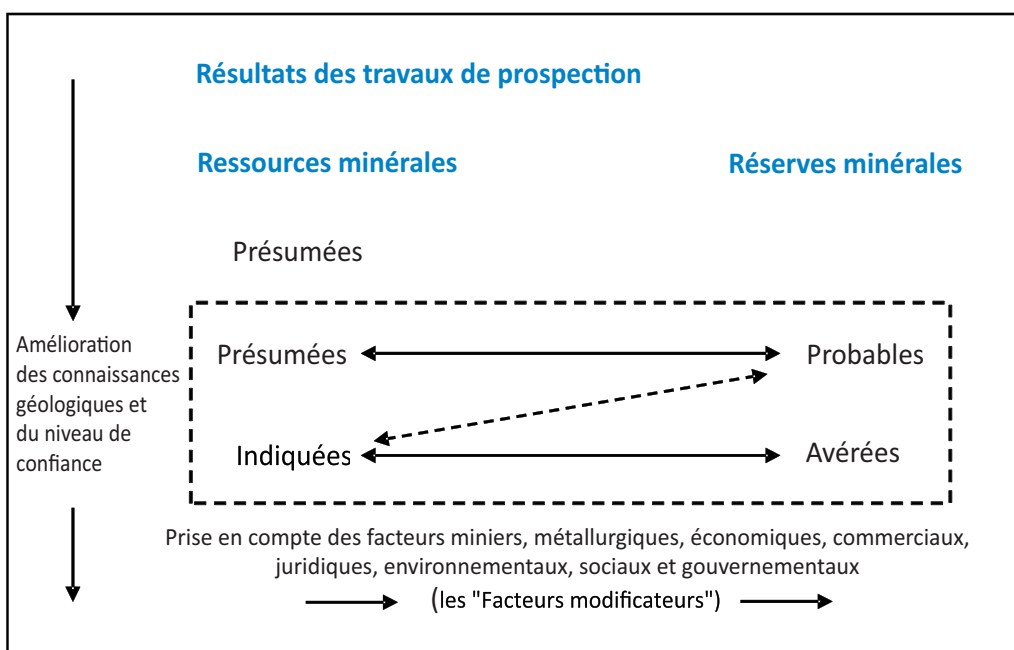 Résultats des travaux de prospection
Ressources minérales
Réserves minérales
Présumées
Amélioration
des connaissances
géologiques et
du niveau de
confiance
Présumées
Probables
Indiquées
Avérées
Prise en compte des facteurs miniers, métallurgiques, économiques, commerciaux,
juridiques, environnementaux, sociaux et gouvernementaux
(les "Facteurs modificateurs")